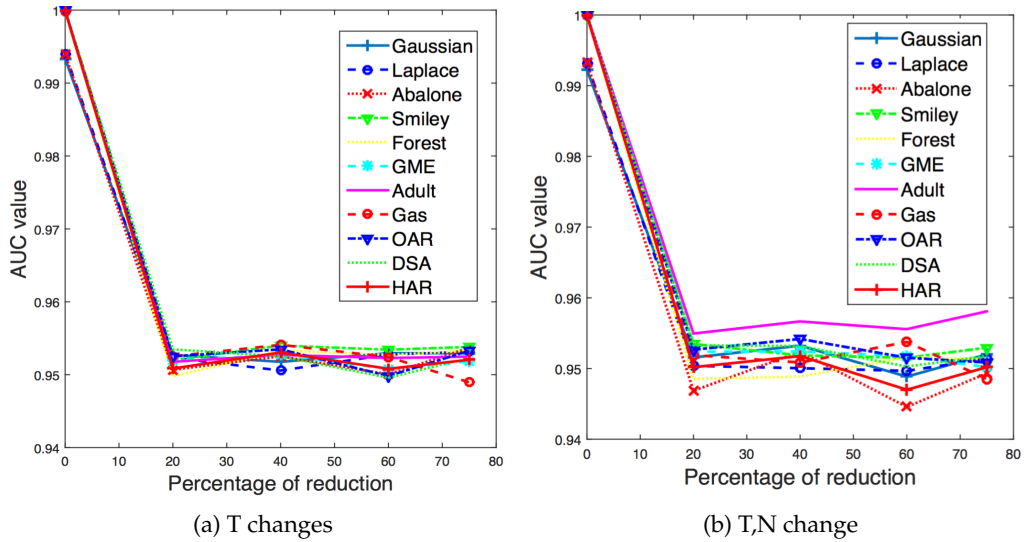 1
0.99
0.98
0.97
0.96
0.95
0.94
0 10 20 30 40 50 60 70 80
AUC value
Percentage of reduction
Gaussian
Laplace
Abalone
Smiley
Forest
GME
Adult
Gas
OAR
DSA
HAR
(a) T changes
1
0.99
0.98
0.97
0.96
0.95
0.94
0 10 20 30 40 50 60 70 80
AUC value
Percentage of reduction
Gaussian
Laplace
Abalone
Smiley
Forest
GME
Adult
Gas
OAR
DSA
HAR
(b) T,N change